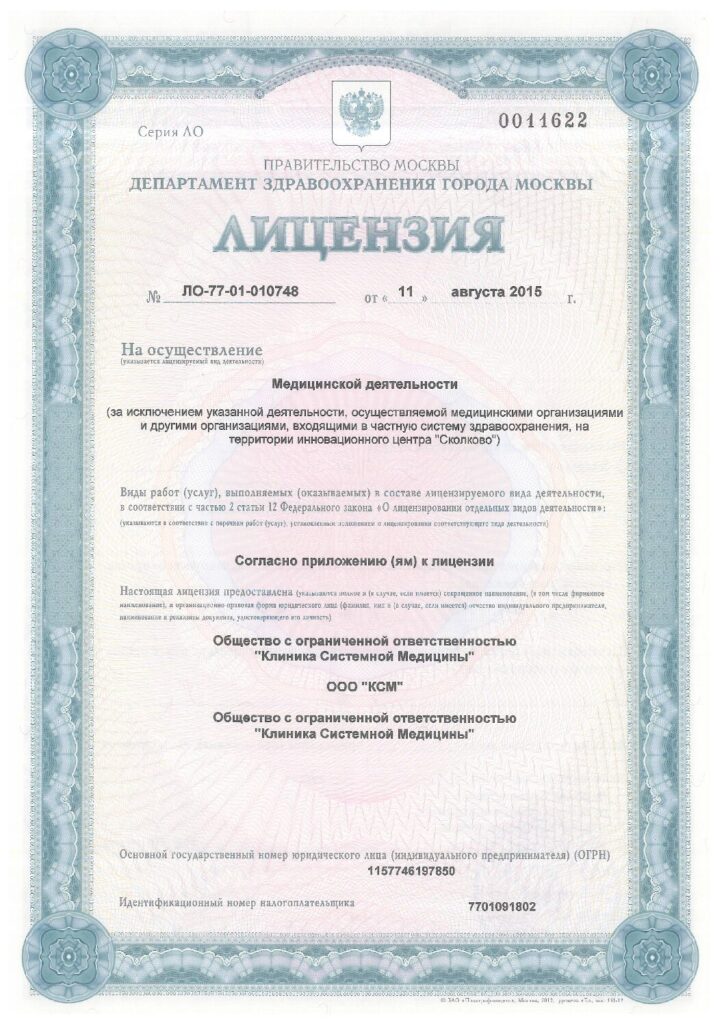 Серия ЛО
0011622
ПРАВИТЕЛЬСТВО МОСКВЫ
ДЕПАРТАМЕНТ ЗДРАВООХРАНЕНИЯ ГОРОДА МОСКВЫ
ЛИЦЕНЗИЯ
№ ЛО-77-01-010748 от « 11 » августа 2015 г.
На осуществление
(указывается лицензируемый вид деятельности)
Медицинской деятельности
(за исключением указанной деятельности, осуществляемой медицинскими организациями
и другими организациями, входящими в частную систему здравоохранения, на
территории инновационного центра "Сколково")
Виды работ (услуг), выполняемых (оказываемых) в составе лицензируемого вида деятельности,
в соответствии с частью 2 статьи 12 Федерального закона «О лицензировании отдельных видов деятельности»:
(указываются в соответствии с перечнем работ (услуг), установленным положением о лицензировании соответствующего вида деятельности)
Согласно приложению (ям) к лицензии
Настоящая лицензия предоставлена (указываются полное и (в случае, если имеется) сокращенное наименование, (в том числе фирменное
наименование), и организационно-правовая форма юридического лица (фамилия, имя и (в случае, если имеется) отчество индивидуального предпринимателя,
наименование и реквизиты документа, удостоверяющего его личность)
Общество с ограниченной ответственностью
"Клиника Системной Медицины"
ООО "КСМ"
Общество с ограниченной ответственностью
"Клиника Системной Медицины"
Основной государственный номер юридического лица (индивидуального предпринимателя) (ОГРН)
1157746197850
Идентификационный номер налогоплательщика 7701091802